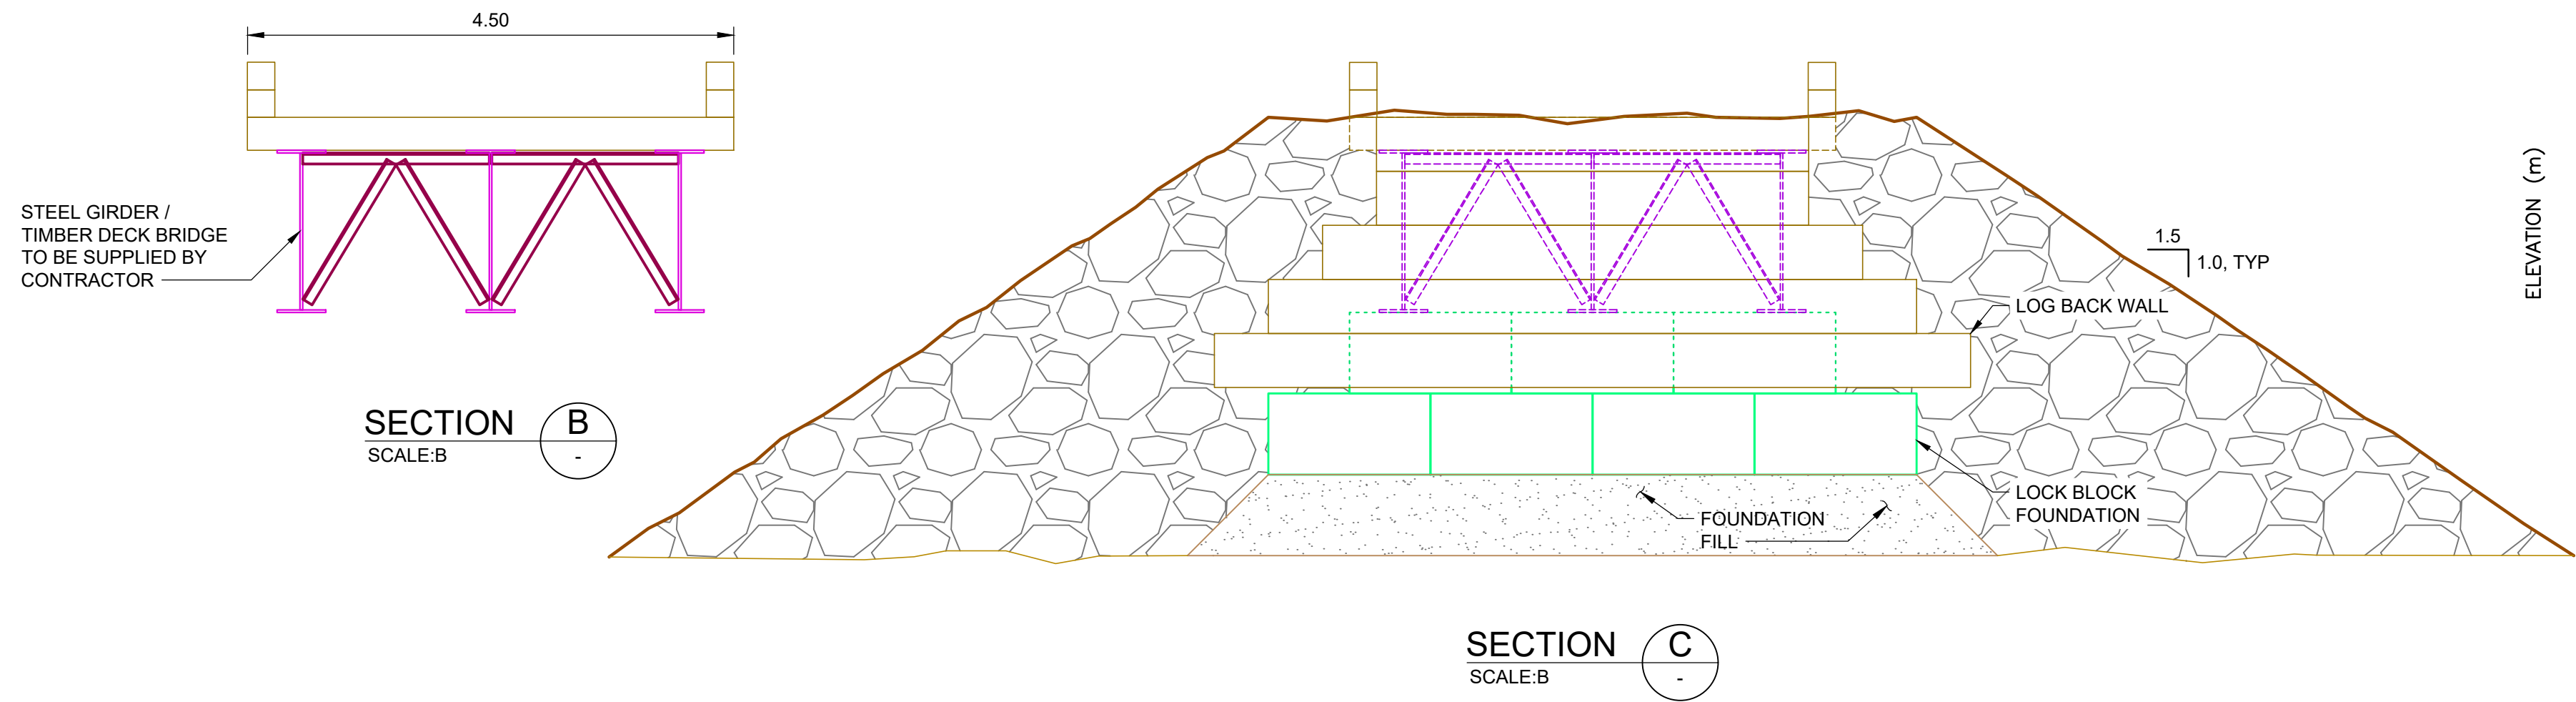 4.50
STEEL GIRDER /
TIMBER DECK BRIDGE
TO BE SUPPLIED BY
CONTRACTOR
SECTION B
SCALE:B -
1.5
1.0, TYP
LOG BACK WALL
LOCK BLOCK
FOUNDATION
FOUNDATION
FILL
SECTION C
SCALE:B -
ELEVATION (m)